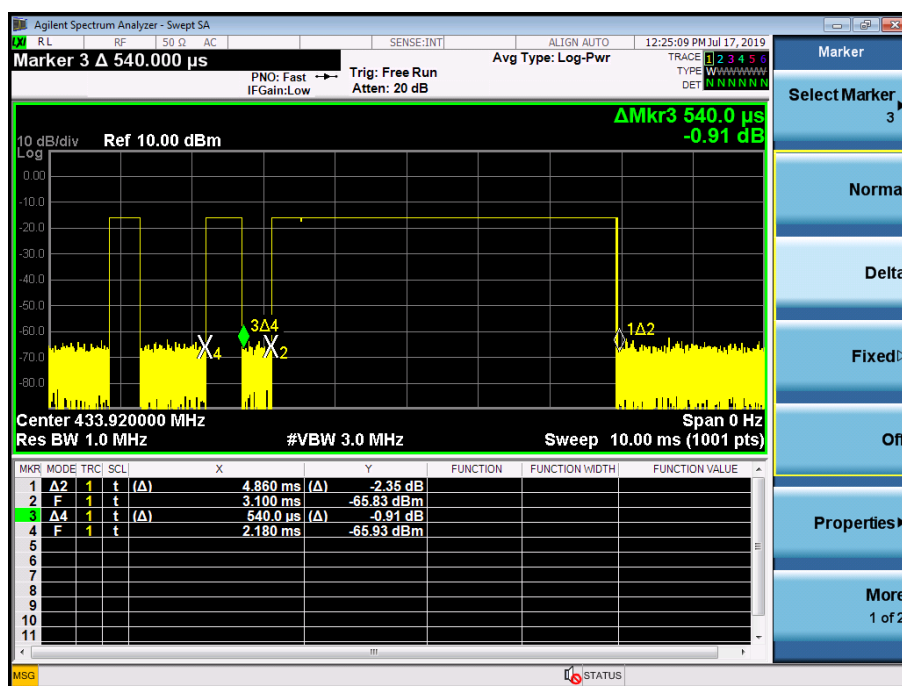 Agilent Spectrum Analyzer - Swept SA
LXI RL RF 50 Ω AC SENSE:INT ALIGN AUTO 12:25:09 PM Jul 17, 2019
Marker 3 Δ 540.000 µs
PNO: Fast
IFGain:Low
Trig: Free Run
Atten: 20 dB
Avg Type: Log-Pwr
TRACE 1 2 3 4 5 6
TYPE WWWWWW
DET N N N N N N
ΔMkr3 540.0 µs
-0.91 dB
10 dB/div Ref 10.00 dBm
Log
0.00
-10.0
-20.0
-30.0
-40.0
-50.0
-60.0
-70.0
-80.0
3Δ4
4
2
1Δ2
Center 433.920000 MHz Span 0 Hz
Res BW 1.0 MHz #VBW 3.0 MHz Sweep 10.00 ms (1001 pts)
MKR MODE TRC SCL X Y FUNCTION FUNCTION WIDTH FUNCTION VALUE
1 Δ2 1 t (Δ) 4.860 ms (Δ) -2.35 dB
2 F 1 t 3.100 ms -65.83 dBm
3 Δ4 1 t (Δ) 540.0 µs (Δ) -0.91 dB
4 F 1 t 2.180 ms -65.93 dBm
5
6
7
8
9
10
11
MSG STATUS
Marker
Select Marker
3
Norma
Delta
Fixed
Of
Properties
More
1 of 2